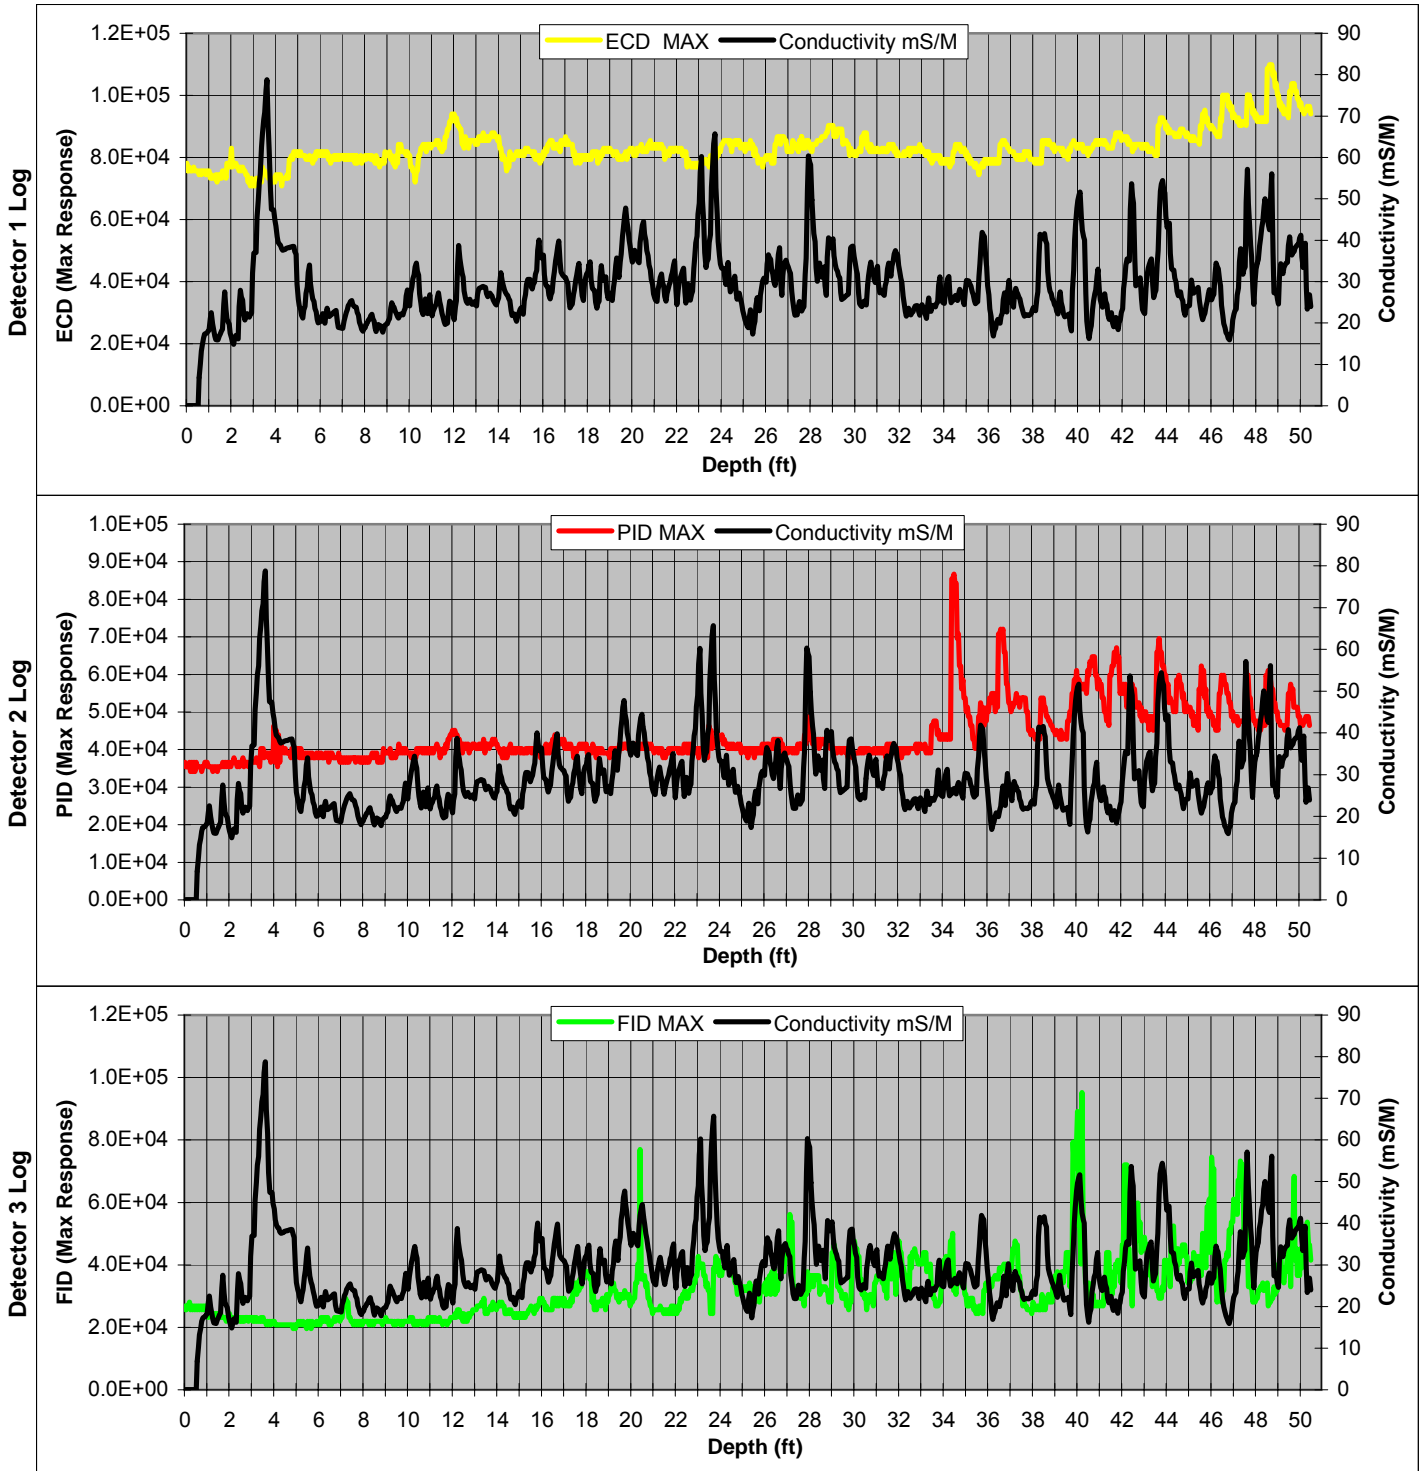 Detector 1 Log
ECD (Max Response)
1.2E+05
1.0E+05
8.0E+04
6.0E+04
4.0E+04
2.0E+04
0.0E+00
ECD  MAX Conductivity mS/M
90
80
70
60
50
40
30
20
10
0
Conductivity (mS/M)
0 2 4 6 8 10 12 14 16 18 20 22 24 26 28 30 32 34 36 38 40 42 44 46 48 50
Depth (ft)
Detector 2 Log
PID (Max Response)
1.0E+05
9.0E+04
8.0E+04
7.0E+04
6.0E+04
5.0E+04
4.0E+04
3.0E+04
2.0E+04
1.0E+04
0.0E+00
PID MAX Conductivity mS/M
90
80
70
60
50
40
30
20
10
0
Conductivity (mS/M)
0 2 4 6 8 10 12 14 16 18 20 22 24 26 28 30 32 34 36 38 40 42 44 46 48 50
Depth (ft)
Detector 3 Log
FID (Max Response)
1.2E+05
1.0E+05
8.0E+04
6.0E+04
4.0E+04
2.0E+04
0.0E+00
FID MAX Conductivity mS/M
90
80
70
60
50
40
30
20
10
0
Conductivity (mS/M)
0 2 4 6 8 10 12 14 16 18 20 22 24 26 28 30 32 34 36 38 40 42 44 46 48 50
Depth (ft)